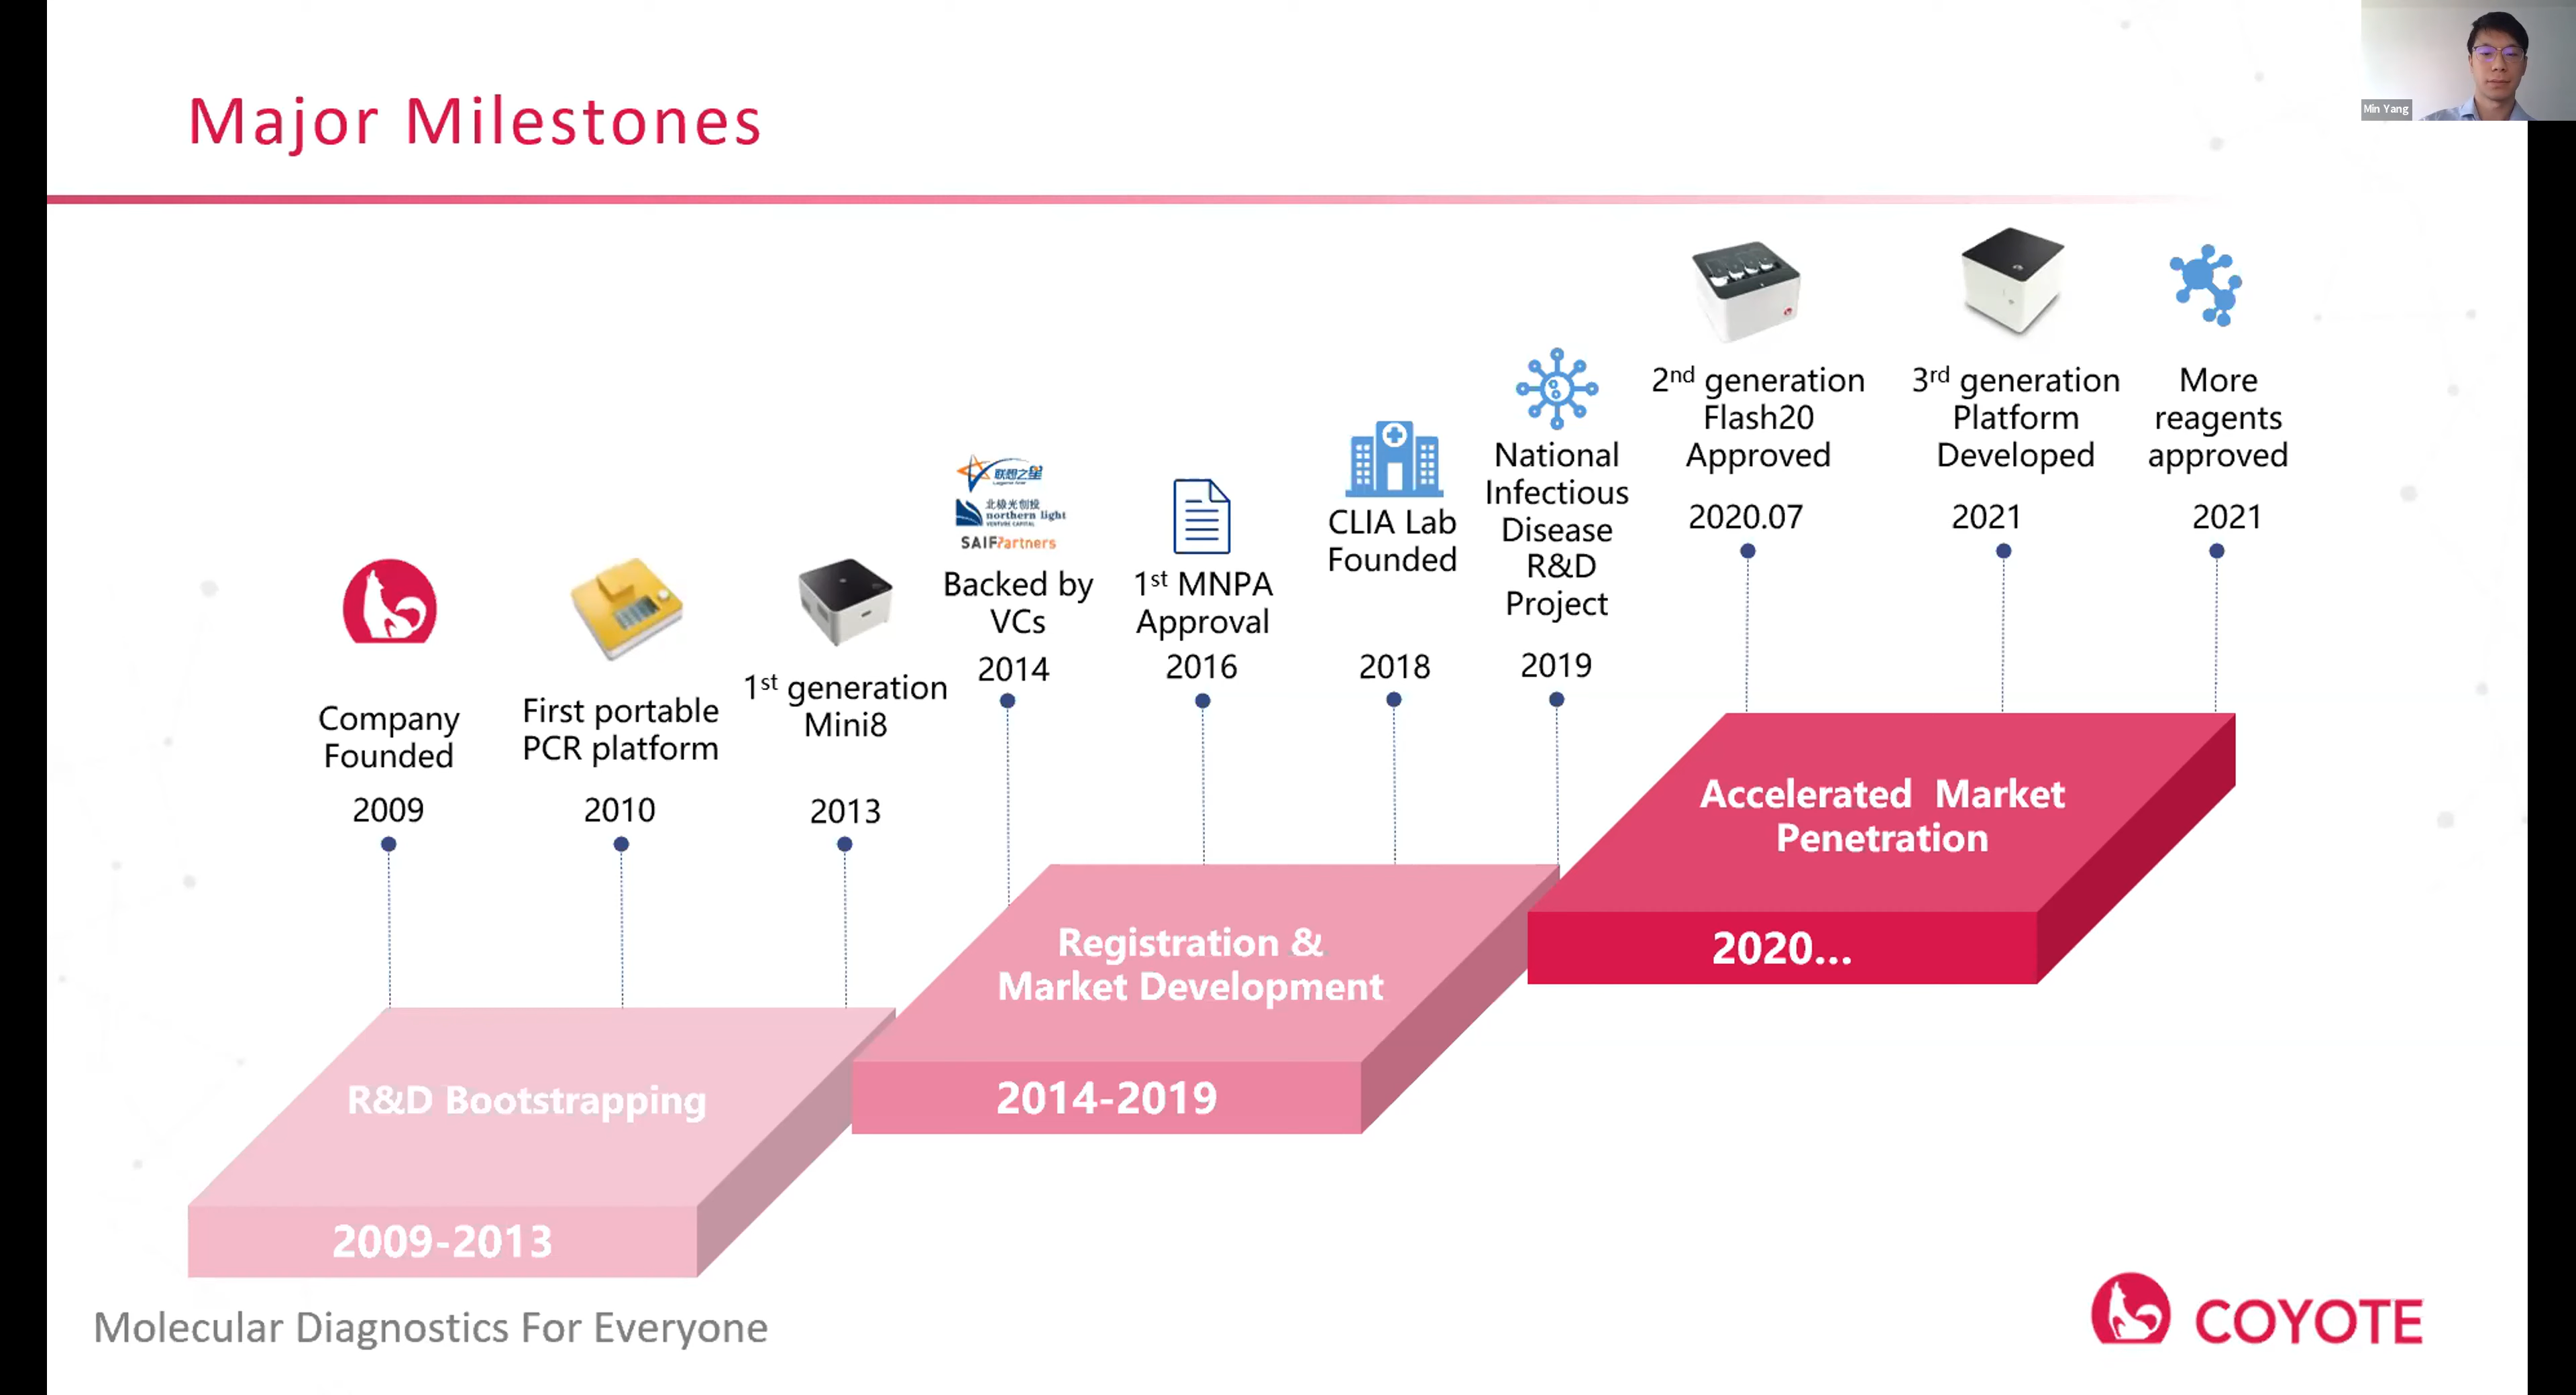 Major Milestones
Min Yang
Company
Founded
2009
First portable
PCR platform
2010
1st generation
Mini8
2013
联想之星
Legend Star
北极光创投
northern light
VENTURE CAPITAL
SAIFPartners
Backed by
VCs
2014
1st MNPA
Approval
2016
CLIA Lab
Founded
2018
National
Infectious
Disease
R&D
Project
2019
2nd generation
Flash20
Approved
2020.07
3rd generation
Platform
Developed
2021
More
reagents
approved
2021
R&D Bootstrapping
2009-2013
Registration &
Market Development
2014-2019
Accelerated  Market
Penetration
2020...
Molecular Diagnostics For Everyone
COYOTE